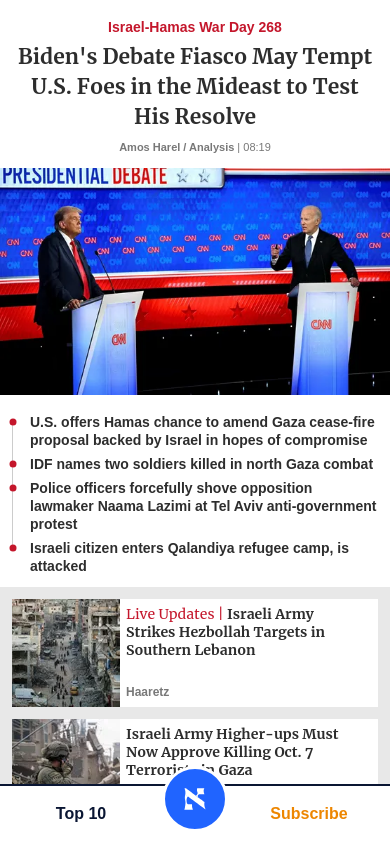 Israel-Hamas War Day 268
Biden's Debate Fiasco May Tempt
U.S. Foes in the Mideast to Test
His Resolve
Amos Harel / Analysis | 08:19
PRESIDENTIAL DEBATE
CNN
CNN
U.S. offers Hamas chance to amend Gaza cease-fire
proposal backed by Israel in hopes of compromise
IDF names two soldiers killed in north Gaza combat
Police officers forcefully shove opposition
lawmaker Naama Lazimi at Tel Aviv anti-government
protest
Israeli citizen enters Qalandiya refugee camp, is
attacked
Live Updates | Israeli Army
Strikes Hezbollah Targets in
Southern Lebanon
Haaretz
Israeli Army Higher-ups Must
Now Approve Killing Oct. 7
Terrorists in Gaza
Top 10
Subscribe